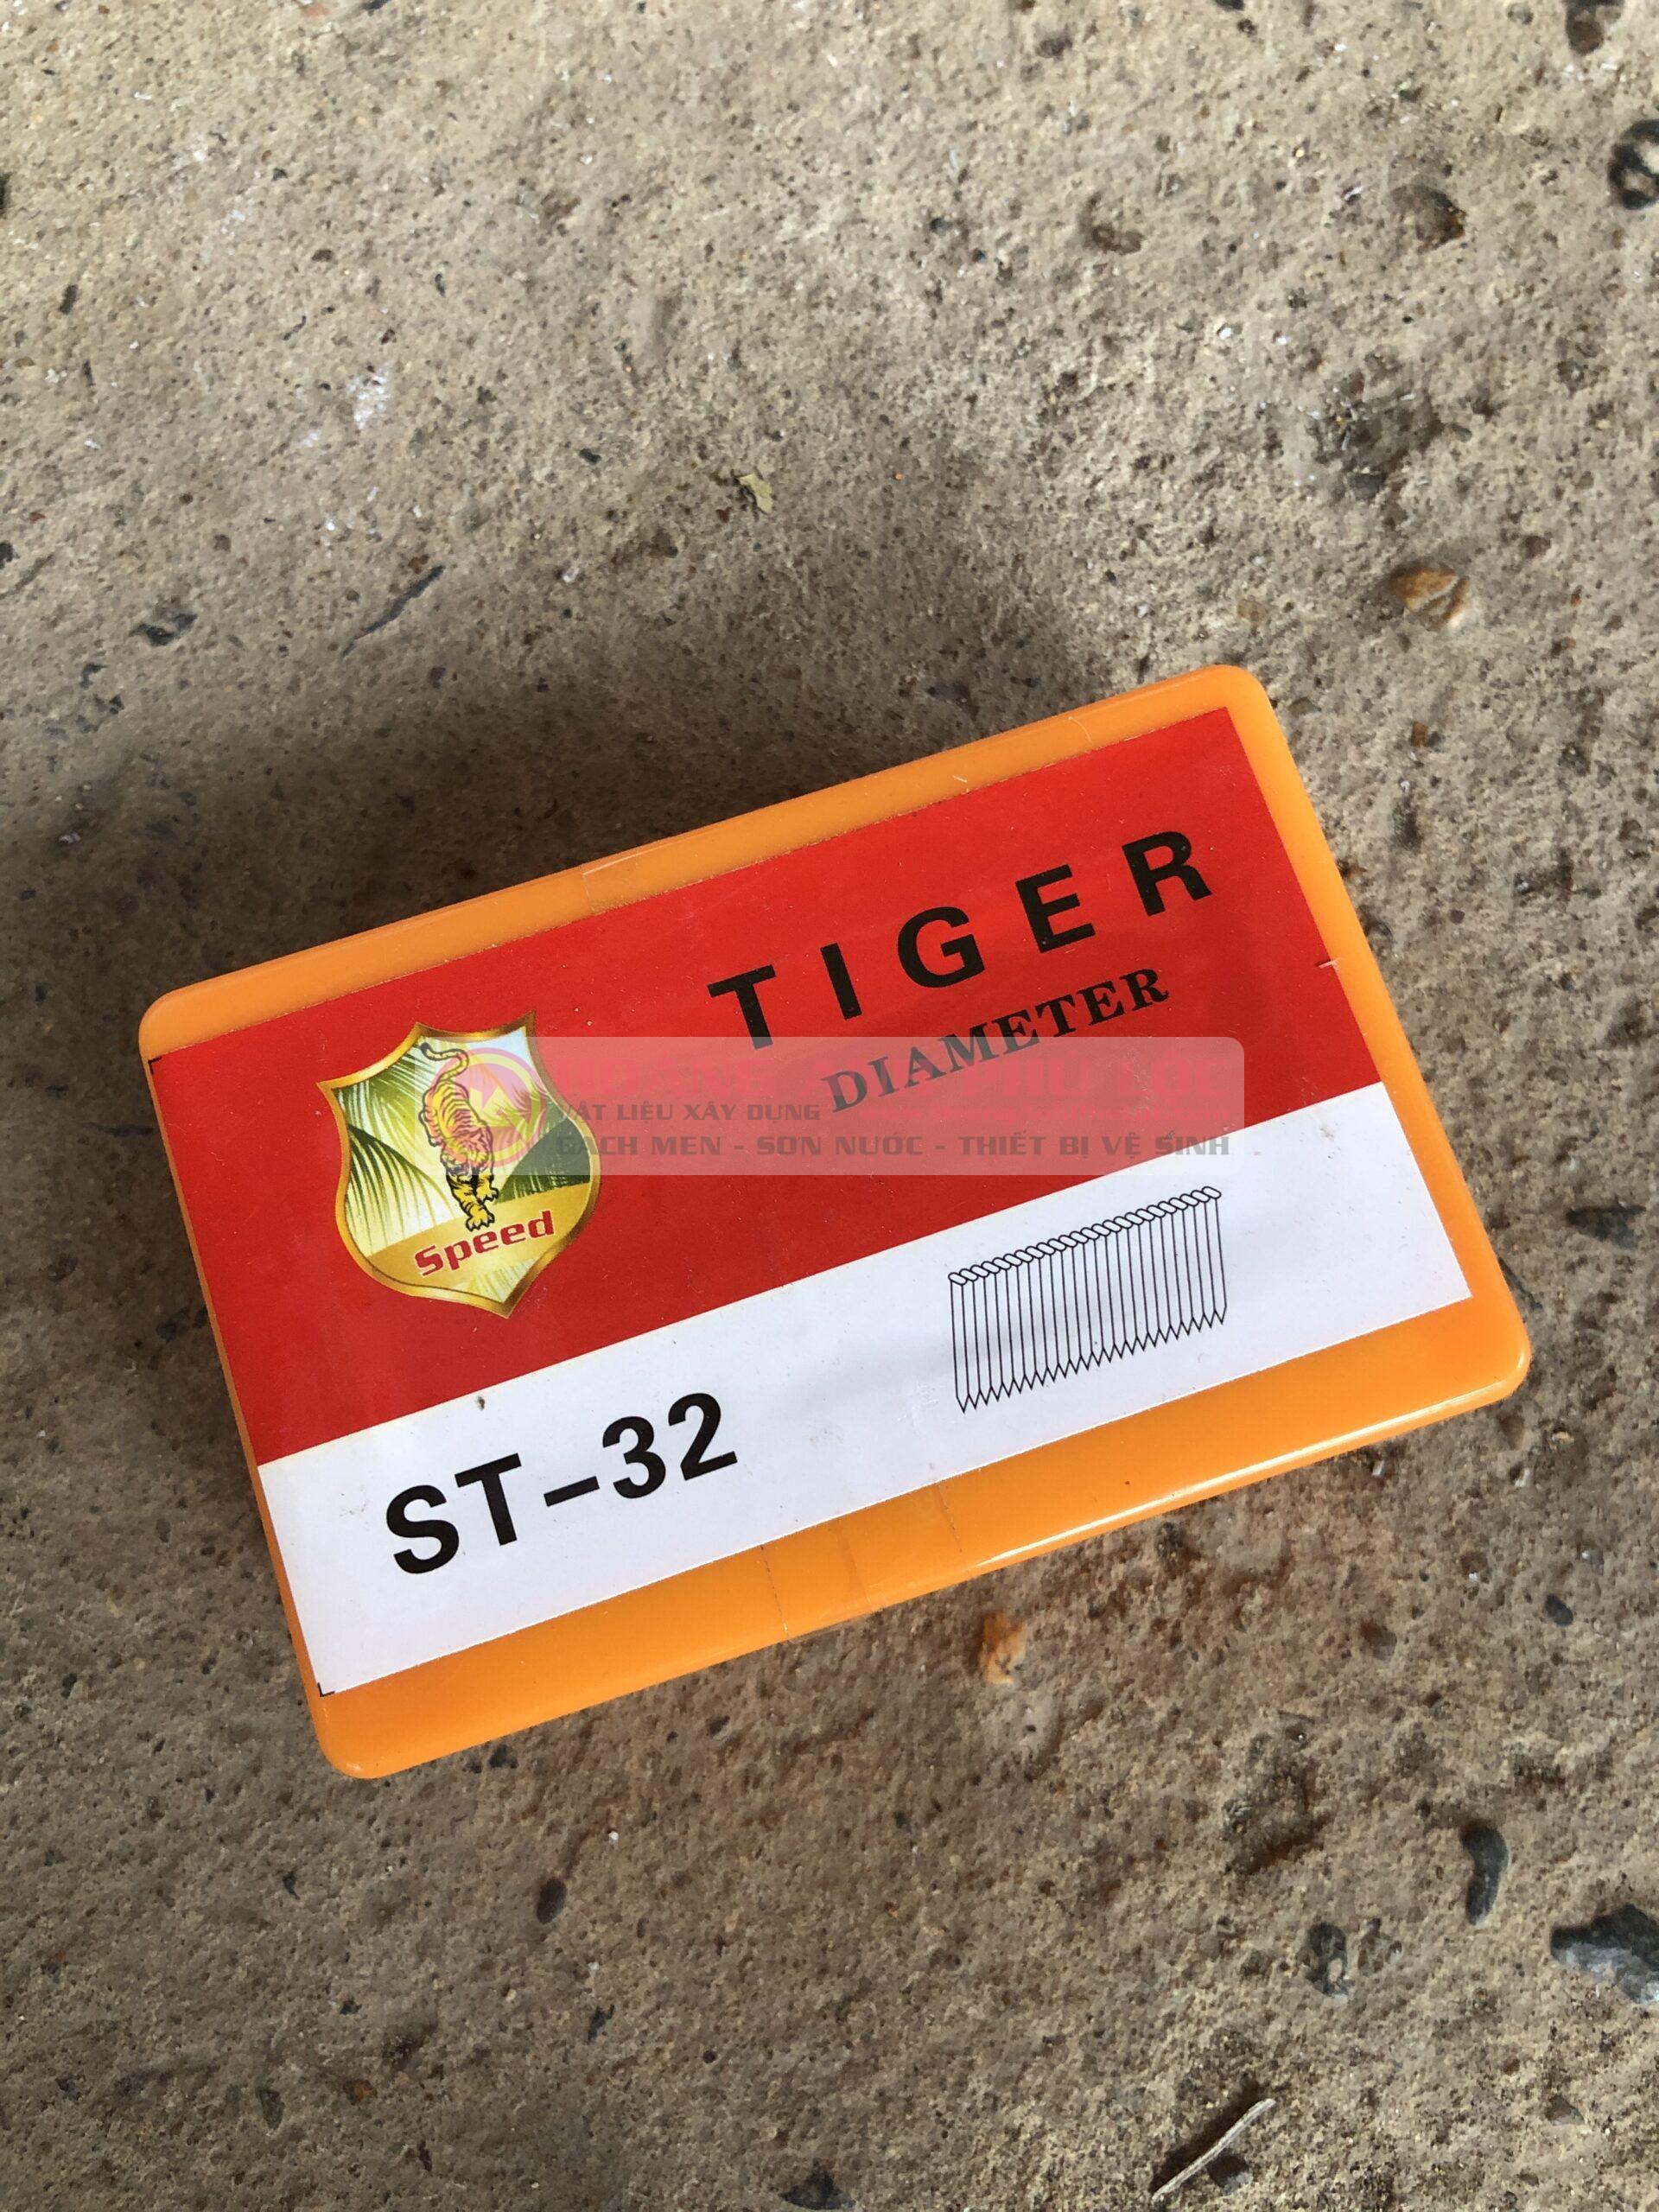 TIGER
DIAMETER
VẬT LIỆU XÂY DỰNG
GẠCH MEN - SƠN NƯỚC - THIẾT BỊ VỆ SINH
Speed
ST-32